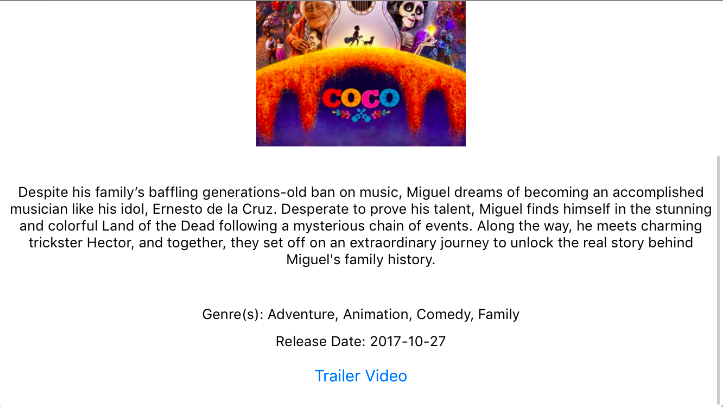 COCO
Despite his family’s baffling generations-old ban on music, Miguel dreams of becoming an accomplished
musician like his idol, Ernesto de la Cruz. Desperate to prove his talent, Miguel finds himself in the stunning
and colorful Land of the Dead following a mysterious chain of events. Along the way, he meets charming
trickster Hector, and together, they set off on an extraordinary journey to unlock the real story behind
Miguel's family history.
Genre(s): Adventure, Animation, Comedy, Family
Release Date: 2017-10-27
Trailer Video